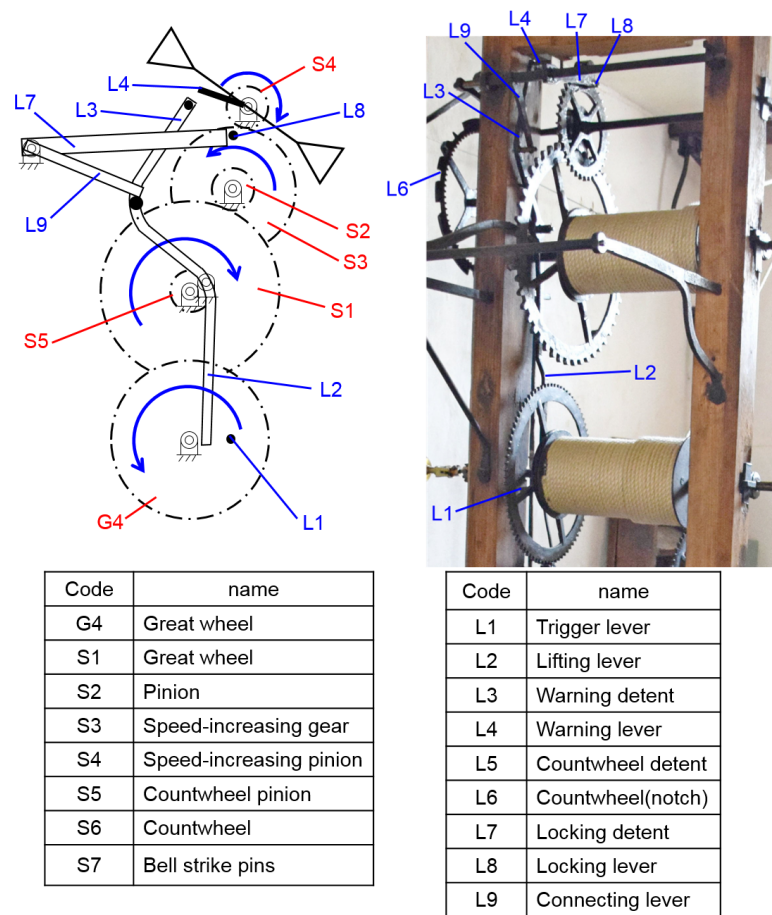 L4
S4
L7
L3
L8
L9
S2
S3
S5
S1
L2
L1
G4
L4
L7
L8
L9
L3
L6
L2
L1
Code name
G4 Great wheel
S1 Great wheel
S2 Pinion
S3 Speed-increasing gear
S4 Speed-increasing pinion
S5 Countwheel pinion
S6 Countwheel
S7 Bell strike pins
Code name
L1 Trigger lever
L2 Lifting lever
L3 Warning detent
L4 Warning lever
L5 Countwheel detent
L6 Countwheel(notch)
L7 Locking detent
L8 Locking lever
L9 Connecting lever